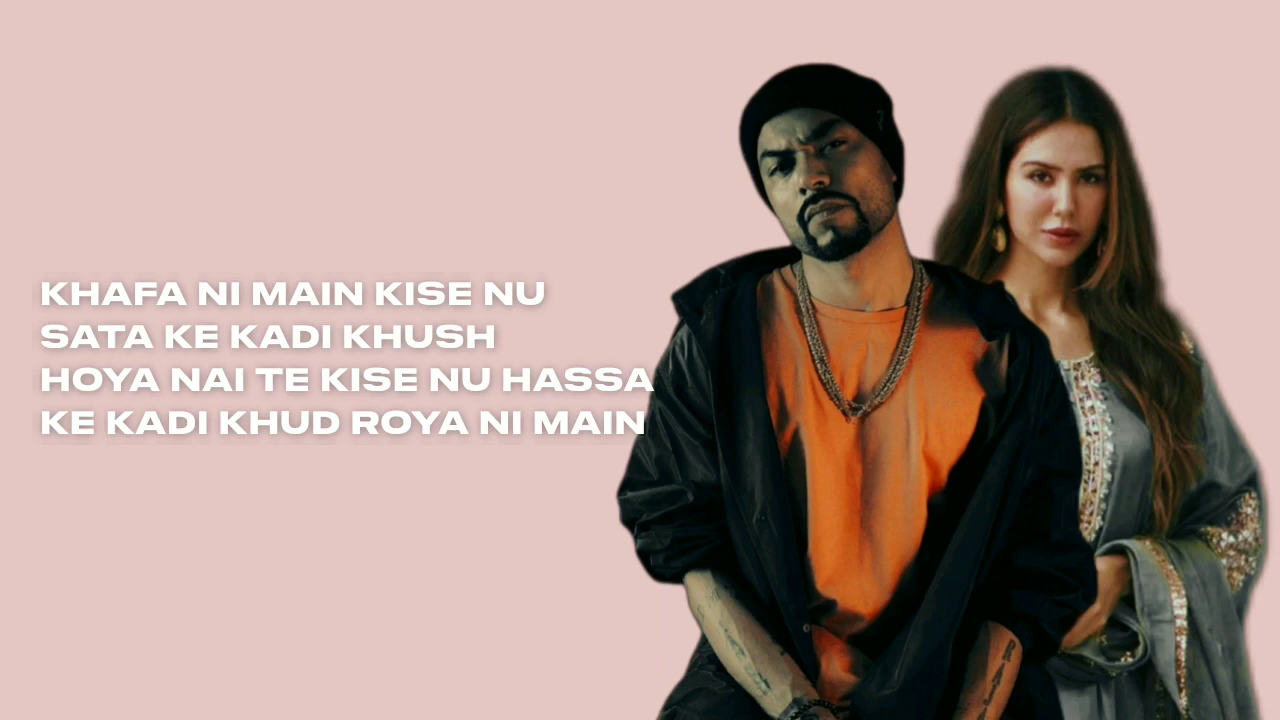 KHAFA NI MAIN KISE NU
SATA KE KADI KHUSH
HOYA NAI TE KISE NU HASSA
KE KADI KHUD ROYA NI MAIN